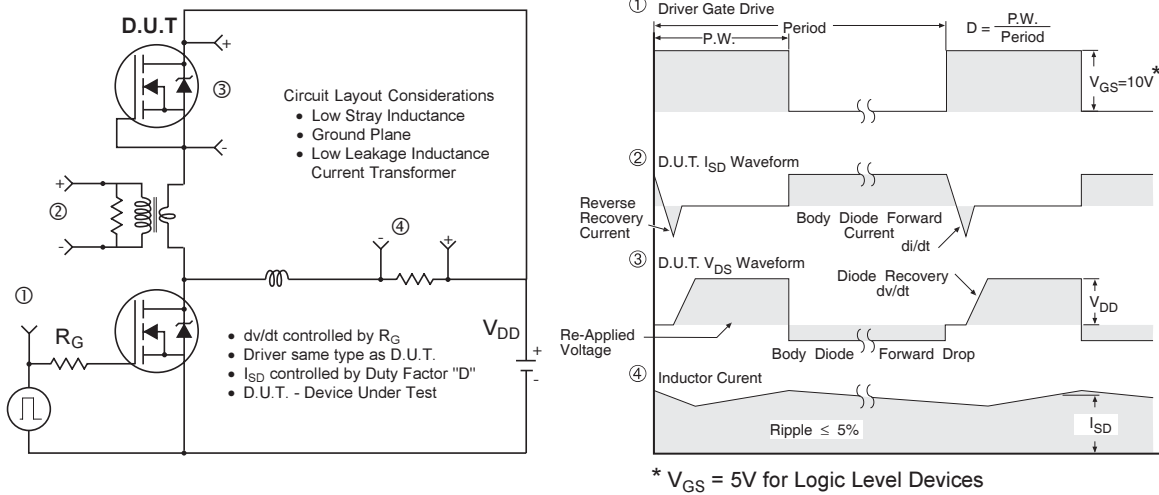 D.U.T
+
③
-
Circuit Layout Considerations
• Low Stray Inductance
• Ground Plane
• Low Leakage Inductance
Current Transformer
+
②
-
④
- +
①
R_G
• dv/dt controlled by R_G
• Driver same type as D.U.T.
• I_SD controlled by Duty Factor "D"
• D.U.T. - Device Under Test
V_DD
+
-
① Driver Gate Drive
P.W.
Period
D = P.W. / Period
V_GS=10V*
② D.U.T. I_SD Waveform
Reverse
Recovery
Current
Body Diode Forward
Current
di/dt
③ D.U.T. V_DS Waveform
Diode Recovery
dv/dt
V_DD
Re-Applied
Voltage
Body Diode Forward Drop
④ Inductor Curent
Ripple ≤ 5%
I_SD
* V_GS = 5V for Logic Level Devices